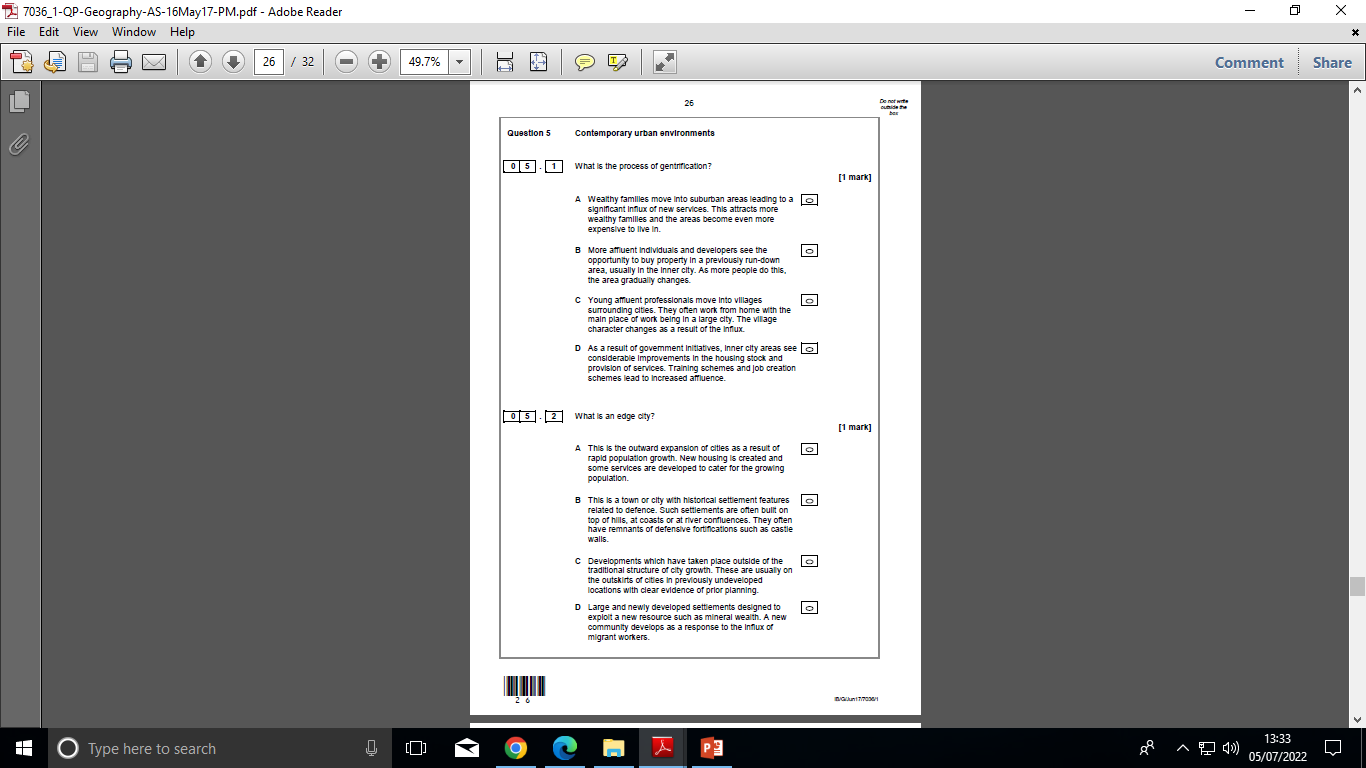 7036_1-QP-Geography-AS-16May17-PM.pdf - Adobe Reader
File Edit View Window Help
26 / 32 49.7% Comment Share
26
Do not write
outside the
box
Question 5 Contemporary urban environments
0 5 . 1 What is the process of gentrification?
[1 mark]
A Wealthy families move into suburban areas leading to a
significant influx of new services. This attracts more
wealthy families and the areas become even more
expensive to live in.
B More affluent individuals and developers see the
opportunity to buy property in a previously run-down
area, usually in the inner city. As more people do this,
the area gradually changes.
C Young affluent professionals move into villages
surrounding cities. They often work from home with the
main place of work being in a large city. The village
character changes as a result of the influx.
D As a result of government initiatives, inner city areas see
considerable improvements in the housing stock and
provision of services. Training schemes and job creation
schemes lead to increased affluence.
0 5 . 2 What is an edge city?
[1 mark]
A This is the outward expansion of cities as a result of
rapid population growth. New housing is created and
some services are developed to cater for the growing
population.
B This is a town or city with historical settlement features
related to defence. Such settlements are often built on
top of hills, at coasts or at river confluences. They often
have remnants of defensive fortifications such as castle
walls.
C Developments which have taken place outside of the
traditional structure of city growth. These are usually on
the outskirts of cities in previously undeveloped
locations with clear evidence of prior planning.
D Large and newly developed settlements designed to
exploit a new resource such as mineral wealth. A new
community develops as a response to the influx of
migrant workers.
2 6
IB/G/Jun17/7036/1
Type here to search
13:33
05/07/2022